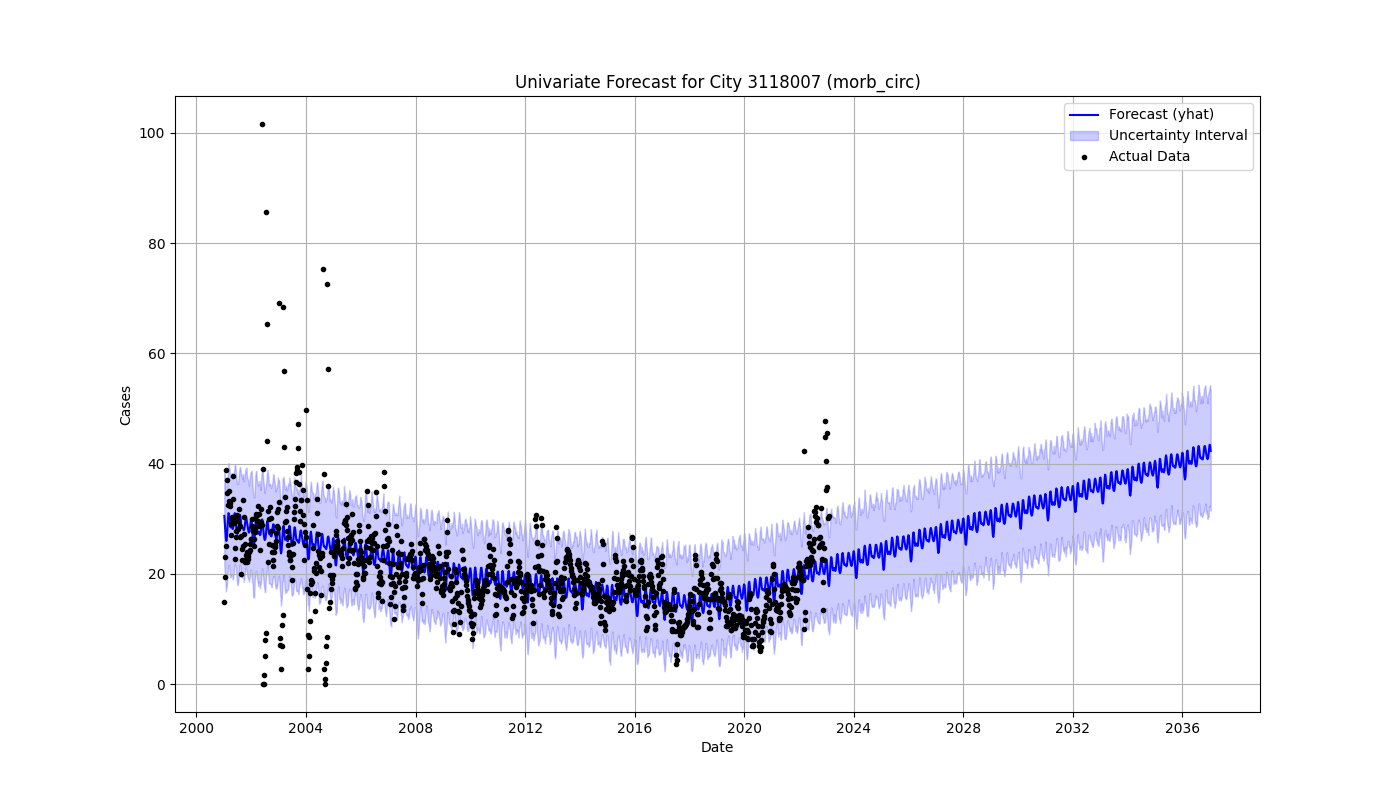 Univariate Forecast for City 3118007 (morb_circ)
Forecast (yhat)
Uncertainty Interval
Actual Data
100
80
60
40
20
0
Cases
2000 2004 2008 2012 2016 2020 2024 2028 2032 2036
Date